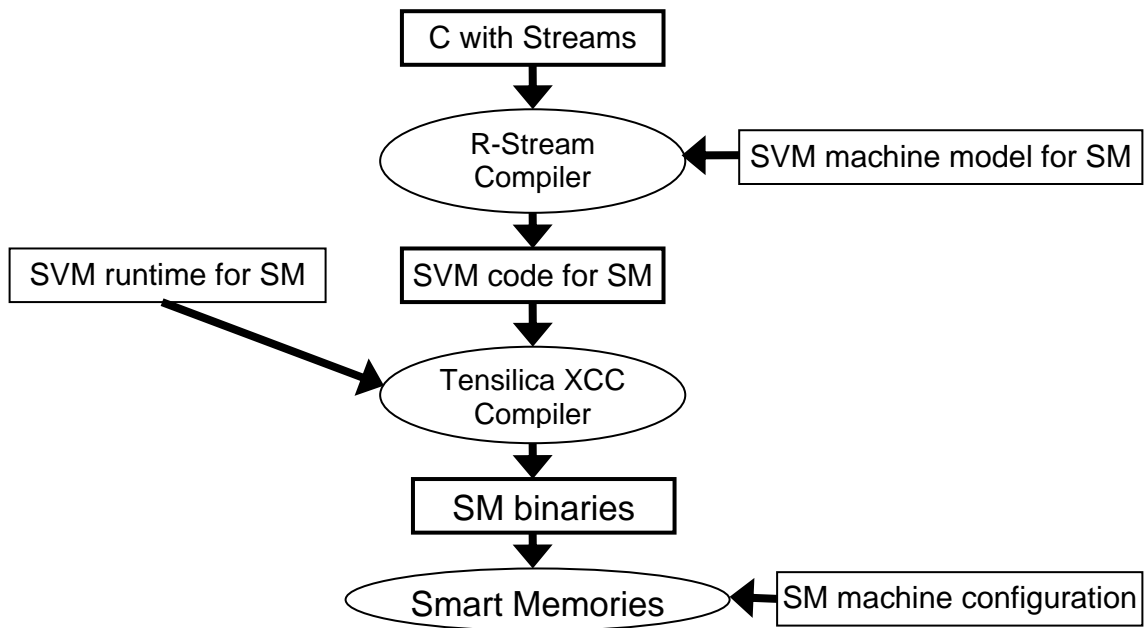 C with Streams
R-Stream
Compiler
SVM machine model for SM
SVM runtime for SM
SVM code for SM
Tensilica XCC
Compiler
SM binaries
Smart Memories
SM machine configuration